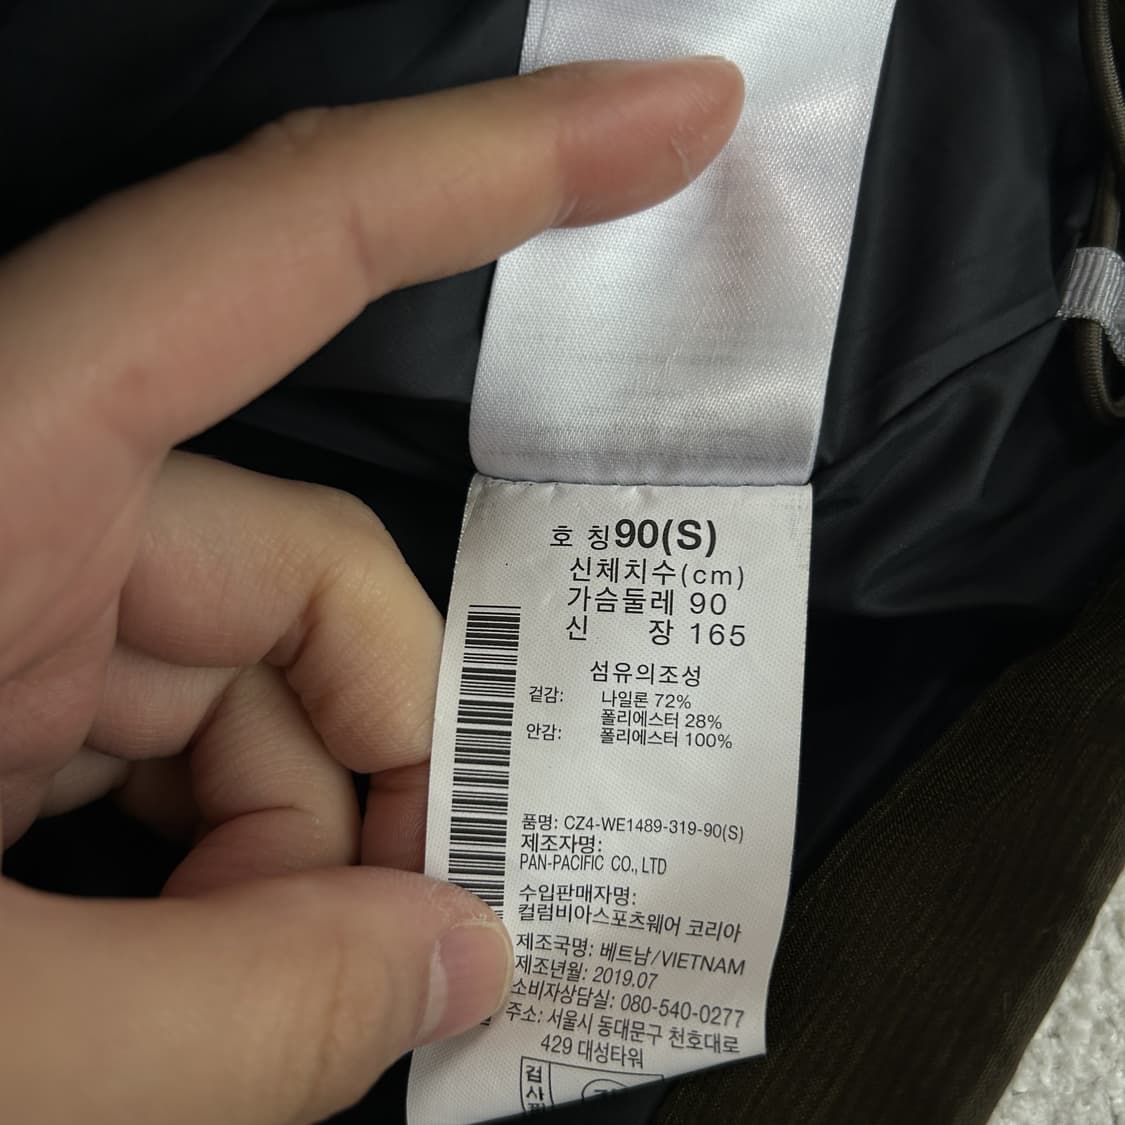 호 칭90(S)
신체치수(cm)
가슴둘레 90
신 장 165
섬유의조성
겉감: 나일론 72%
폴리에스터 28%
안감: 폴리에스터 100%
품명: CZ4-WE1489-319-90(S)
제조자명:
PAN-PACIFIC CO., LTD
수입판매자명:
컬럼비아스포츠웨어 코리아
제조국명: 베트남/VIETNAM
제조년월: 2019.07
소비자상담실: 080-540-0277
주소: 서울시 동대문구 천호대로
429 대성타워
검
사